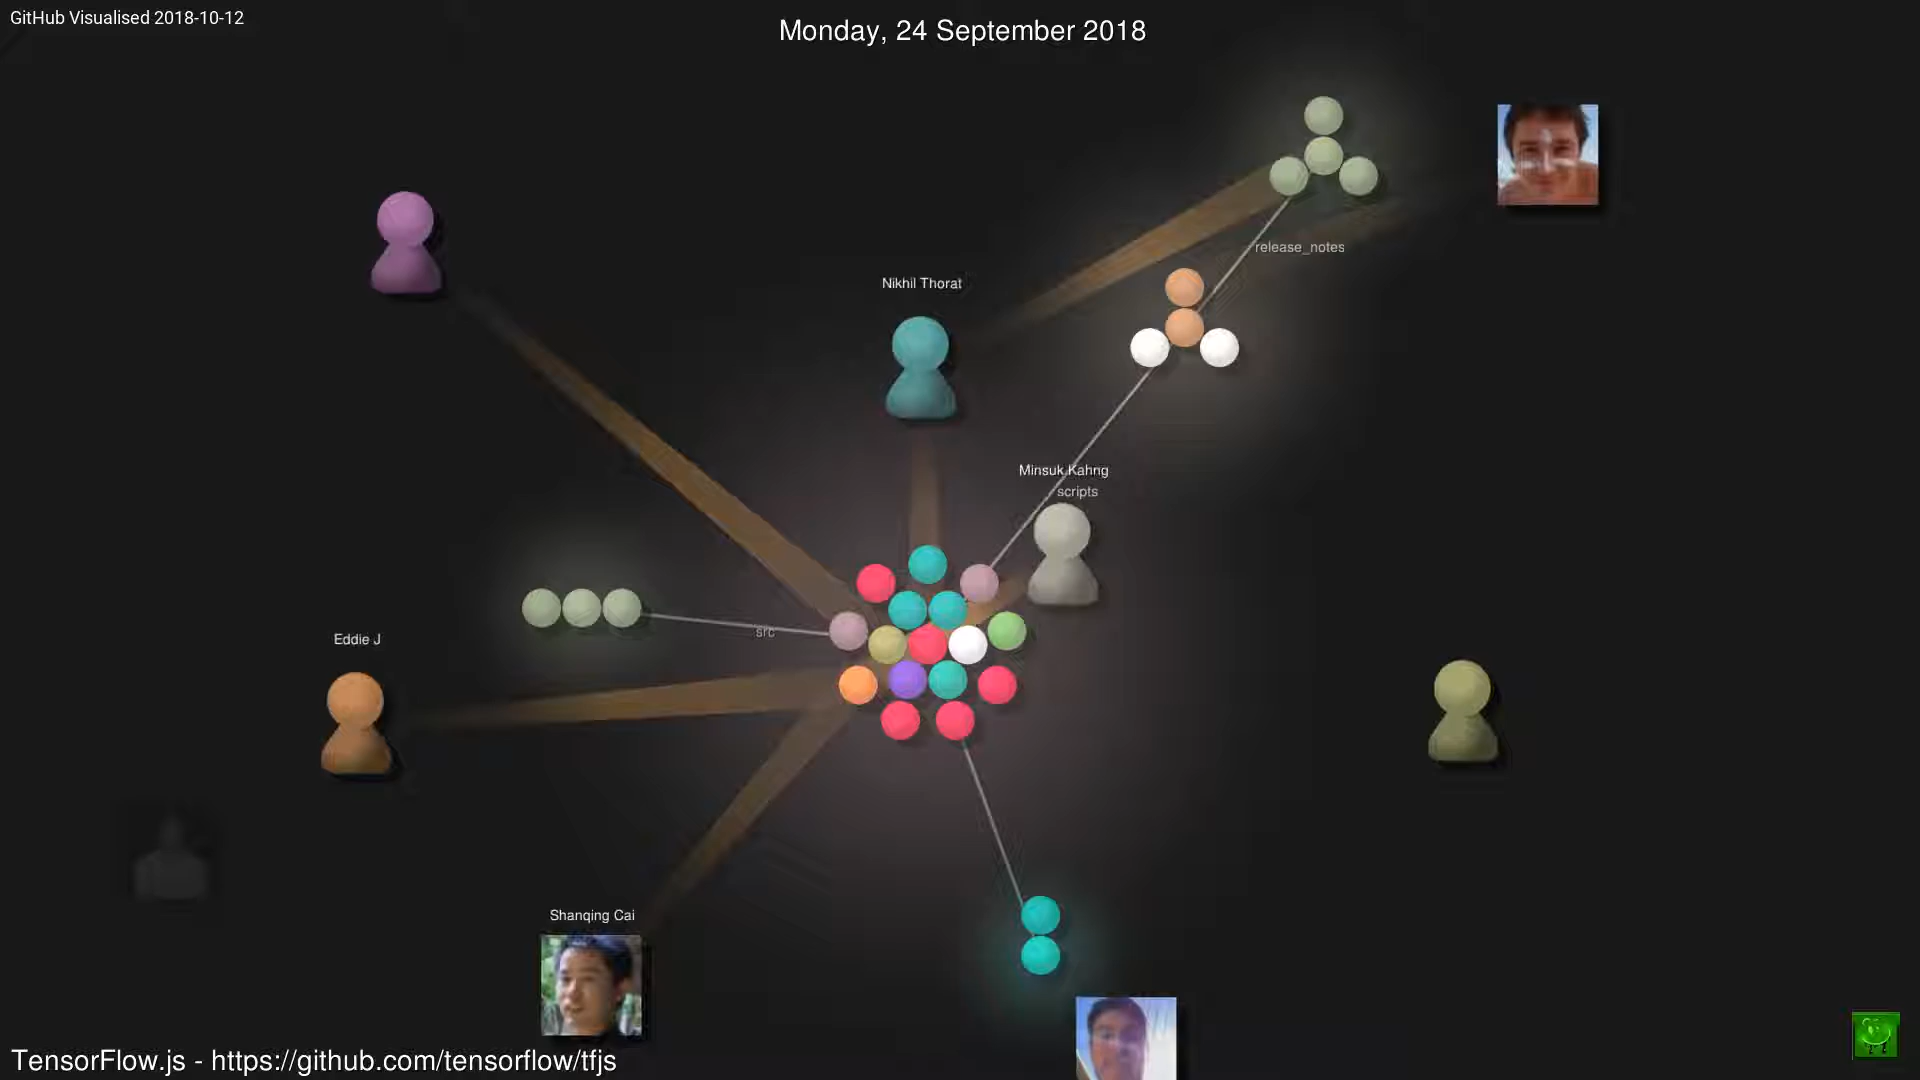 GitHub Visualised 2018-10-12
Monday, 24 September 2018
release_notes
Nikhil Thorat
Minsuk Kahng
scripts
src
Eddie J
Shanqing Cai
TensorFlow.js - https://github.com/tensorflow/tfjs